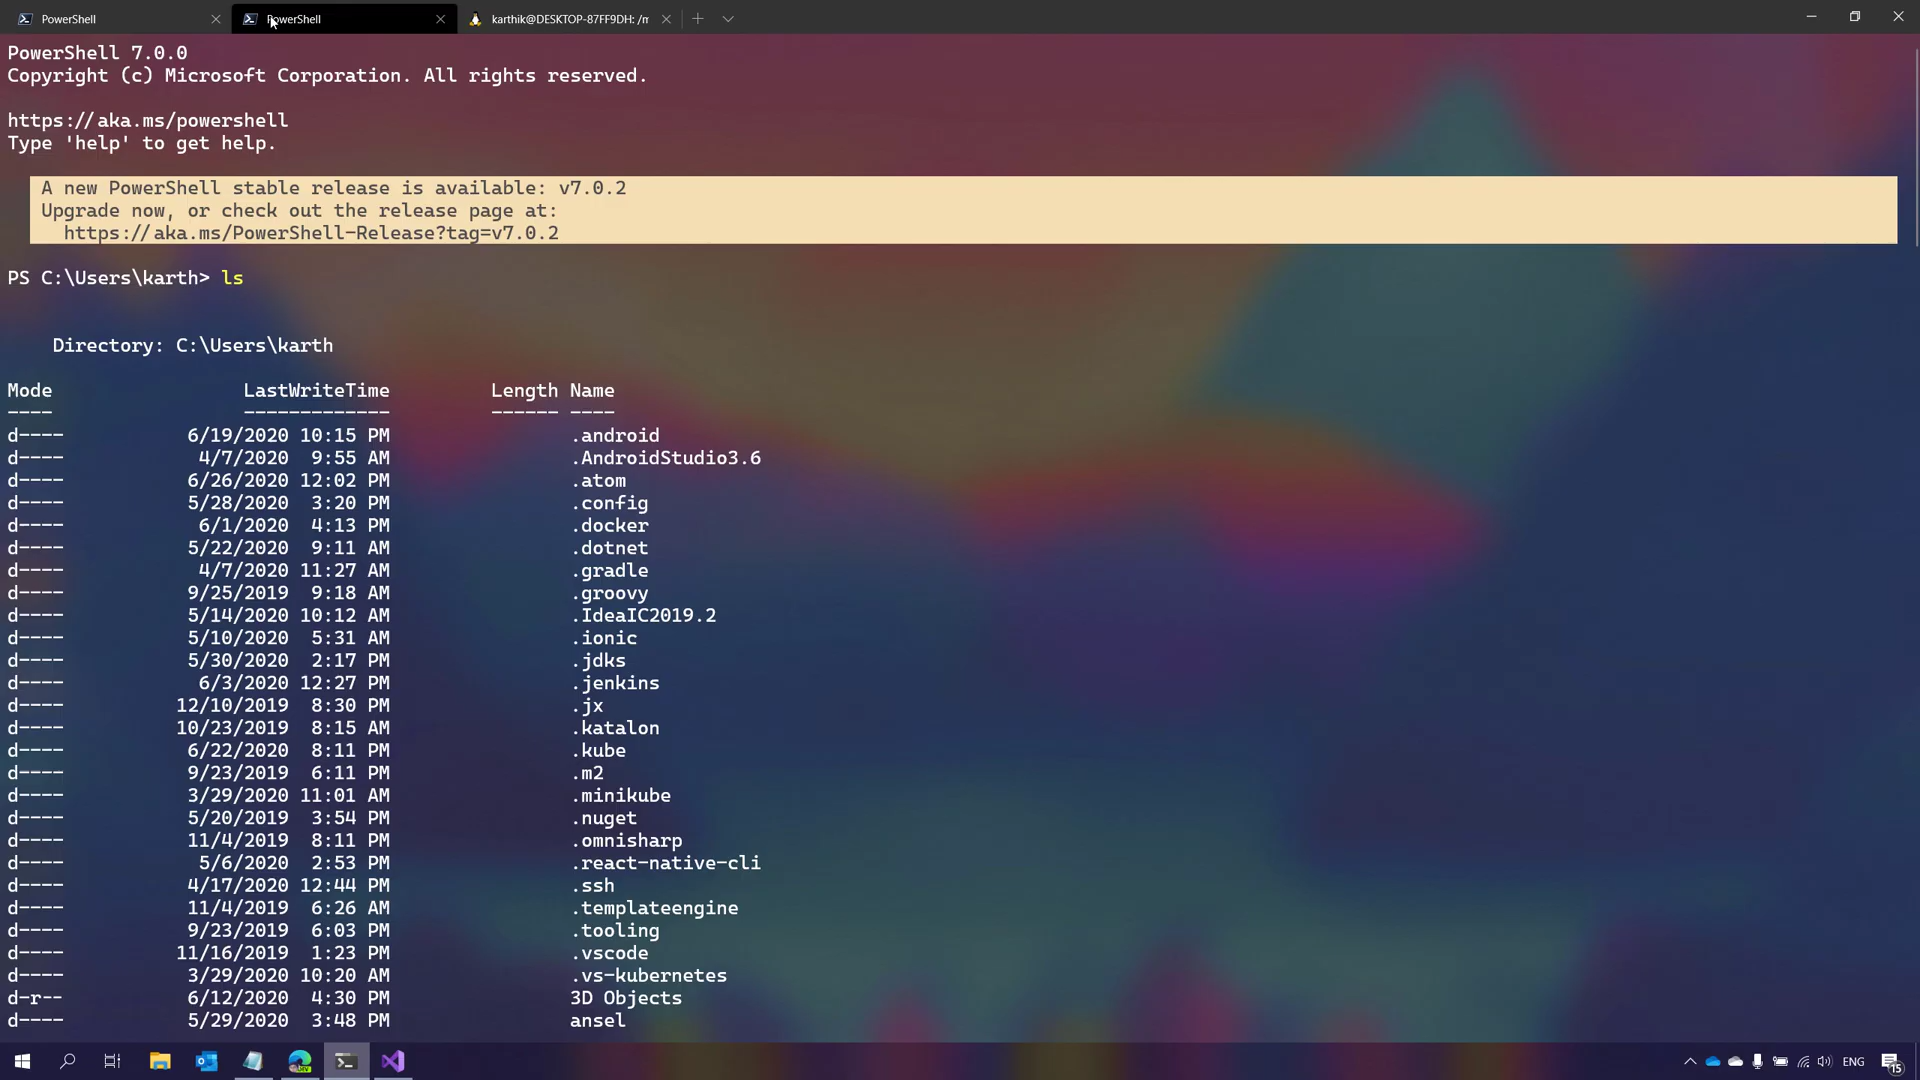 PowerShell
PowerShell
karthik@DESKTOP-87FF9DH: /m
PowerShell 7.0.0
Copyright (c) Microsoft Corporation. All rights reserved.
https://aka.ms/powershell
Type 'help' to get help.
A new PowerShell stable release is available: v7.0.2
Upgrade now, or check out the release page at:
https://aka.ms/PowerShell-Release?tag=v7.0.2
PS C:\Users\karth> ls
Directory: C:\Users\karth
Mode LastWriteTime Length Name
---- ------------- ------ ----
d---- 6/19/2020 10:15 PM .android
d---- 4/7/2020 9:55 AM .AndroidStudio3.6
d---- 6/26/2020 12:02 PM .atom
d---- 5/28/2020 3:20 PM .config
d---- 6/1/2020 4:13 PM .docker
d---- 5/22/2020 9:11 AM .dotnet
d---- 4/7/2020 11:27 AM .gradle
d---- 9/25/2019 9:18 AM .groovy
d---- 5/14/2020 10:12 AM .IdeaIC2019.2
d---- 5/10/2020 5:31 AM .ionic
d---- 5/30/2020 2:17 PM .jdks
d---- 6/3/2020 12:27 PM .jenkins
d---- 12/10/2019 8:30 PM .jx
d---- 10/23/2019 8:15 AM .katalon
d---- 6/22/2020 8:11 PM .kube
d---- 9/23/2019 6:11 PM .m2
d---- 3/29/2020 11:01 AM .minikube
d---- 5/20/2019 3:54 PM .nuget
d---- 11/4/2019 8:11 PM .omnisharp
d---- 5/6/2020 2:53 PM .react-native-cli
d---- 4/17/2020 12:44 PM .ssh
d---- 11/4/2019 6:26 AM .templateengine
d---- 9/23/2019 6:03 PM .tooling
d---- 11/16/2019 1:23 PM .vscode
d---- 3/29/2020 10:20 AM .vs-kubernetes
d-r-- 6/12/2020 4:30 PM 3D Objects
d---- 5/29/2020 3:48 PM ansel
ENG
15